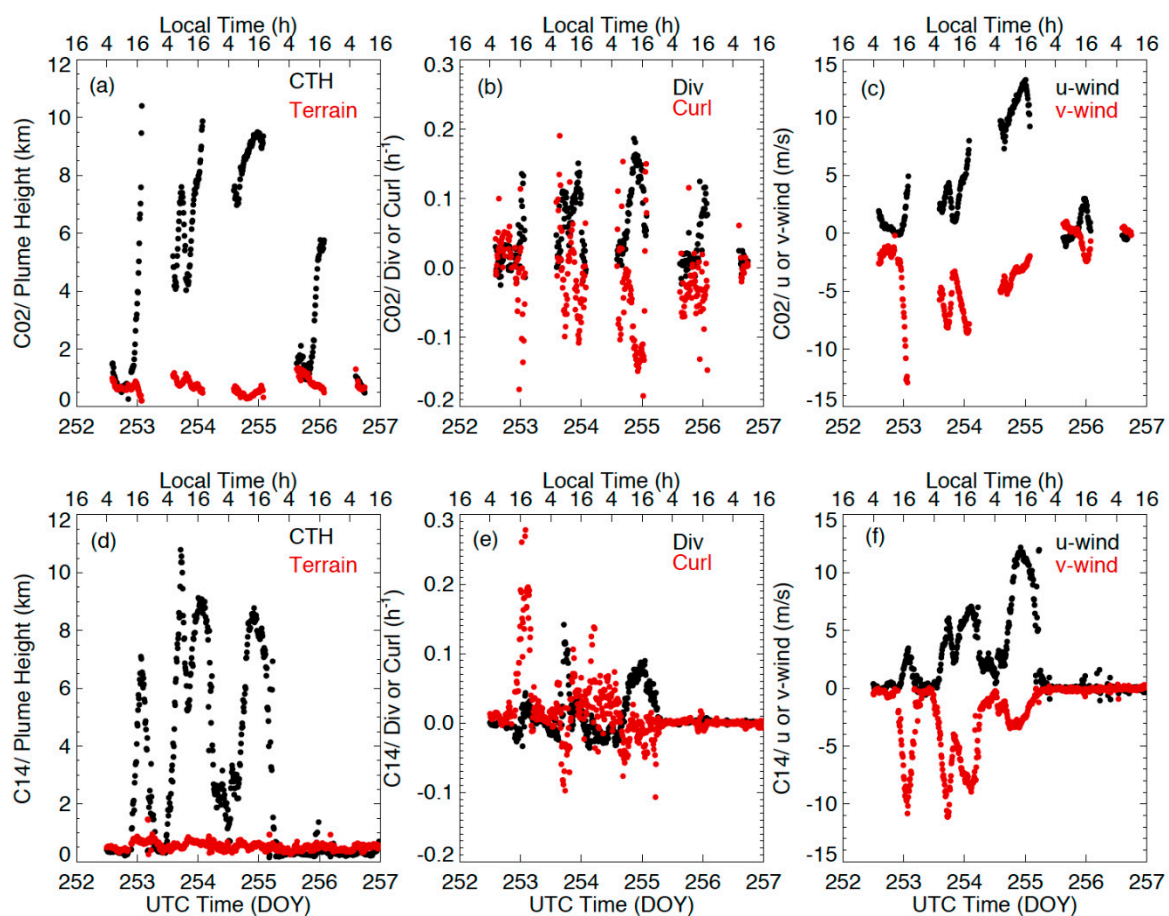 Local Time (h)
16 4 16 4 16 4 16 4 16 4 16
12
10
8
6
4
2
0
C02/ Plume Height (km)
(a)
CTH
Terrain
252 253 254 255 256 257
Local Time (h)
16 4 16 4 16 4 16 4 16 4 16
0.3
0.2
0.1
0.0
-0.1
-0.2
C02/ Div or Curl (h⁻¹)
(b)
Div
Curl
252 253 254 255 256 257
Local Time (h)
16 4 16 4 16 4 16 4 16 4 16
15
10
5
0
-5
-10
-15
C02/ u or v-wind (m/s)
(c)
u-wind
v-wind
252 253 254 255 256 257
Local Time (h)
16 4 16 4 16 4 16 4 16 4 16
12
10
8
6
4
2
0
C14/ Plume Height (km)
(d)
CTH
Terrain
252 253 254 255 256 257
UTC Time (DOY)
Local Time (h)
16 4 16 4 16 4 16 4 16 4 16
0.3
0.2
0.1
0.0
-0.1
-0.2
C14/ Div or Curl (h⁻¹)
(e)
Div
Curl
252 253 254 255 256 257
UTC Time (DOY)
Local Time (h)
16 4 16 4 16 4 16 4 16 4 16
15
10
5
0
-5
-10
-15
C14/ u or v-wind (m/s)
(f)
u-wind
v-wind
252 253 254 255 256 257
UTC Time (DOY)